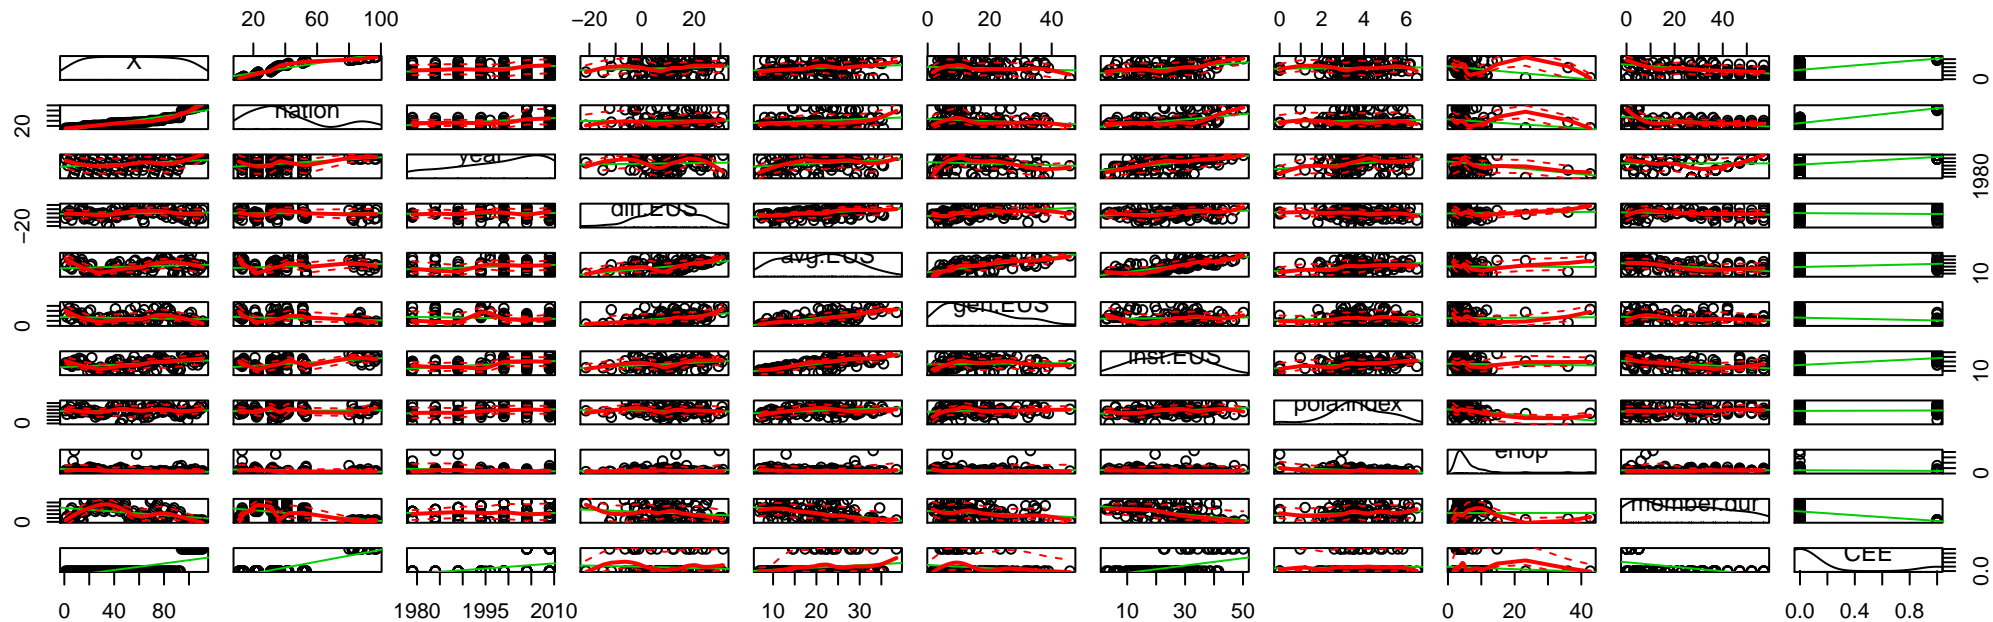 20 60 100 −20 0 20 0 20 40 0 2 4 6 0 20 40
X 0
20 nation
year 1980
−20 diff.EUS
avg.EUS 10
0 gen.EUS
inst.EUS 10
0 pola.index
enop 0
0 member.dur
CEE 0.0
0 40 80 1980 1995 2010 10 20 30 10 30 50 0 20 40 0.0 0.4 0.8